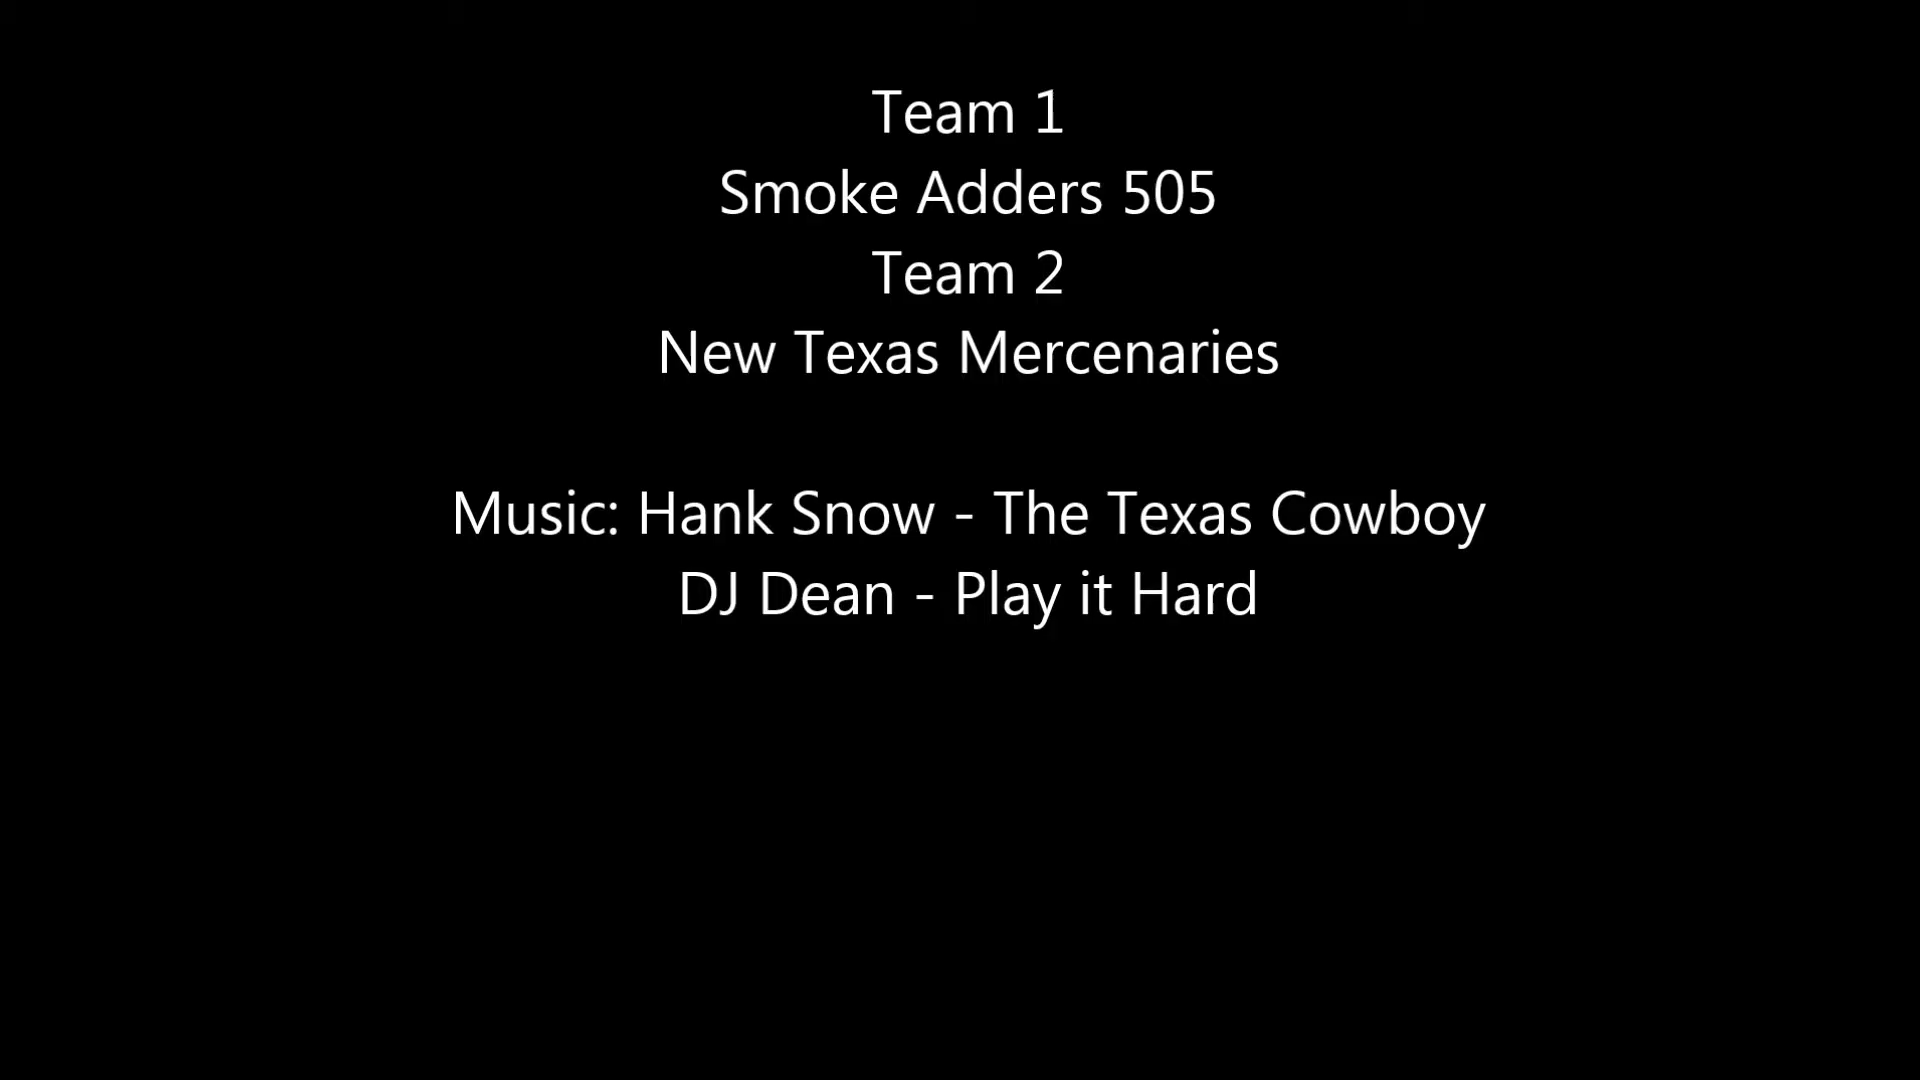 Team 1
Smoke Adders 505
Team 2
New Texas Mercenaries
Music: Hank Snow - The Texas Cowboy
DJ Dean - Play it Hard